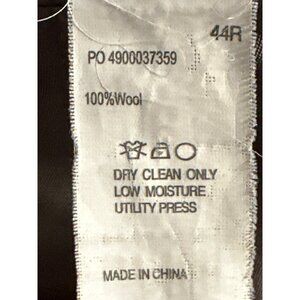 44R
PO 4900037359
100%Wool
DRY CLEAN ONLY
LOW MOISTURE
UTILITY PRESS
MADE IN CHINA